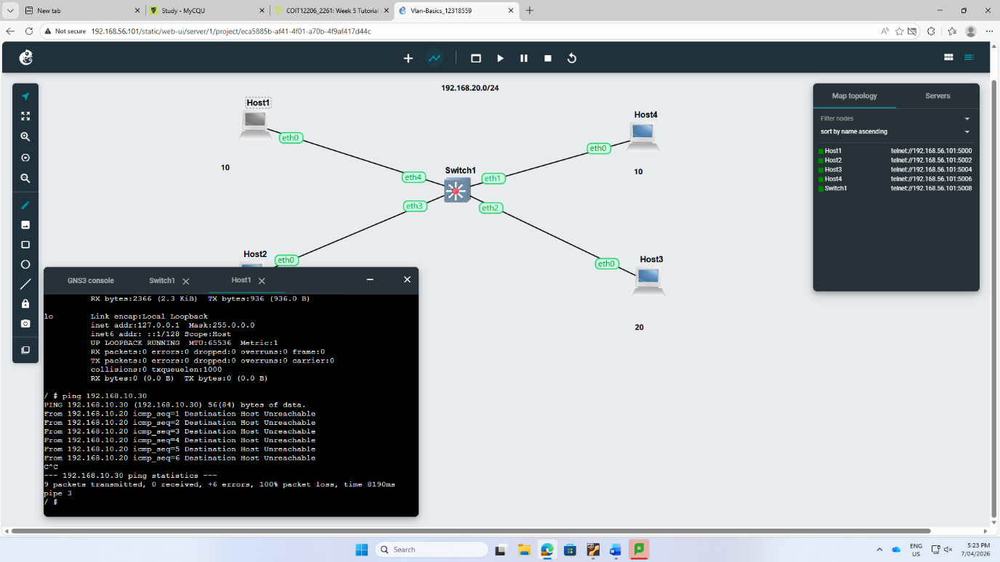 New tab
Study - MyCQU
COIT12206_2261: Week 5 Tutorial
Vlan-Basics_12318559
Not secure
192.168.56.101/static/web-ui/server/1/project/eca5885b-af41-4f01-a70b-4f9af417d44c
192.168.20.0/24
Host1
eth0
10
Host4
eth0
10
Switch1
eth4
eth1
eth3
eth2
Host2
eth0
Host3
eth0
20
Map topology
Servers
Filter nodes
sort by name ascending
Host1 telnet://192.168.56.101:5000
Host2 telnet://192.168.56.101:5002
Host3 telnet://192.168.56.101:5004
Host4 telnet://192.168.56.101:5006
Switch1 telnet://192.168.56.101:5008
GNS3 console
Switch1
Host1
RX bytes:2366 (2.3 KiB)  TX bytes:936 (936.0 B)
lo Link encap:Local Loopback
inet addr:127.0.0.1  Mask:255.0.0.0
inet6 addr: ::1/128 Scope:Host
UP LOOPBACK RUNNING  MTU:65536  Metric:1
RX packets:0 errors:0 dropped:0 overruns:0 frame:0
TX packets:0 errors:0 dropped:0 overruns:0 carrier:0
collisions:0 txqueuelen:1000
RX bytes:0 (0.0 B)  TX bytes:0 (0.0 B)
/ # ping 192.168.10.30
PING 192.168.10.30 (192.168.10.30) 56(84) bytes of data.
From 192.168.10.20 icmp_seq=1 Destination Host Unreachable
From 192.168.10.20 icmp_seq=2 Destination Host Unreachable
From 192.168.10.20 icmp_seq=3 Destination Host Unreachable
From 192.168.10.20 icmp_seq=4 Destination Host Unreachable
From 192.168.10.20 icmp_seq=5 Destination Host Unreachable
From 192.168.10.20 icmp_seq=6 Destination Host Unreachable
C^C
--- 192.168.10.30 ping statistics ---
9 packets transmitted, 0 received, +6 errors, 100% packet loss, time 8190ms
pipe 3
/ #
Search
ENG
US
5:23 PM
7/04/2026